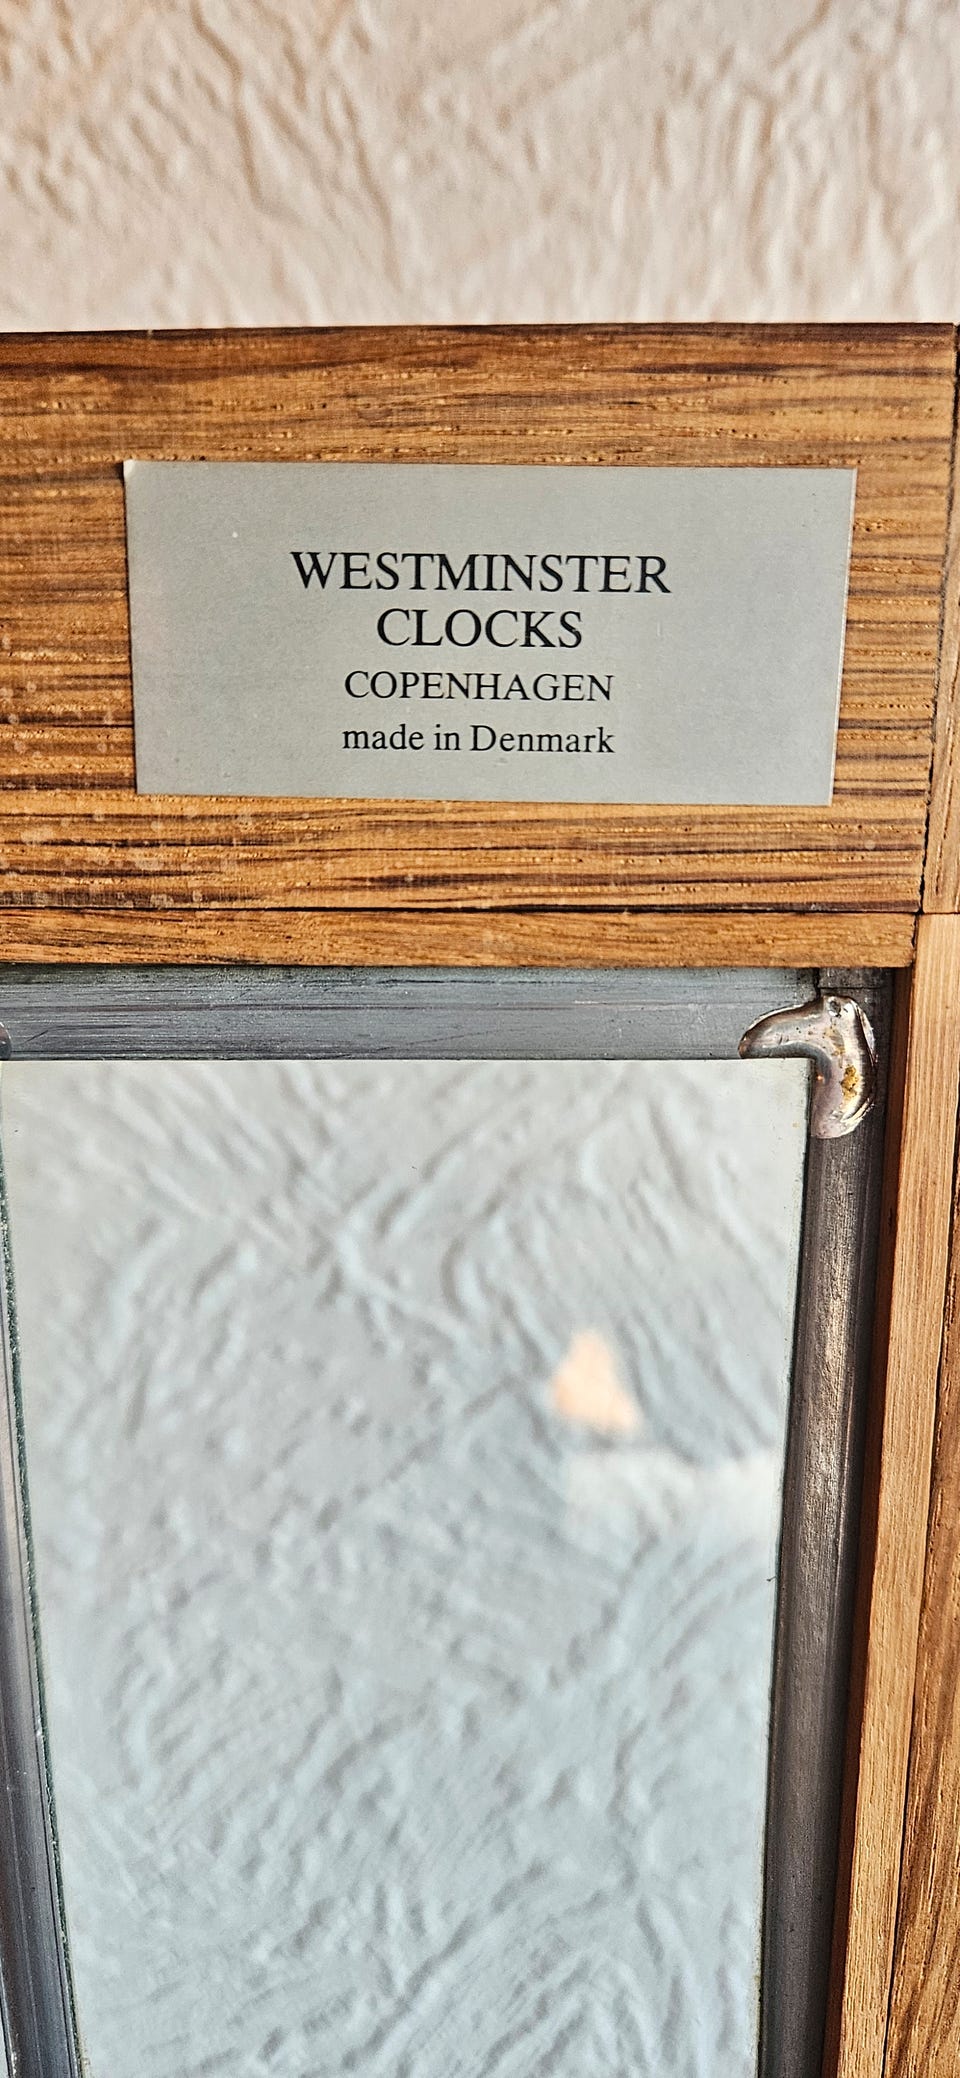 WESTMINSTER
CLOCKS
COPENHAGEN
made in Denmark